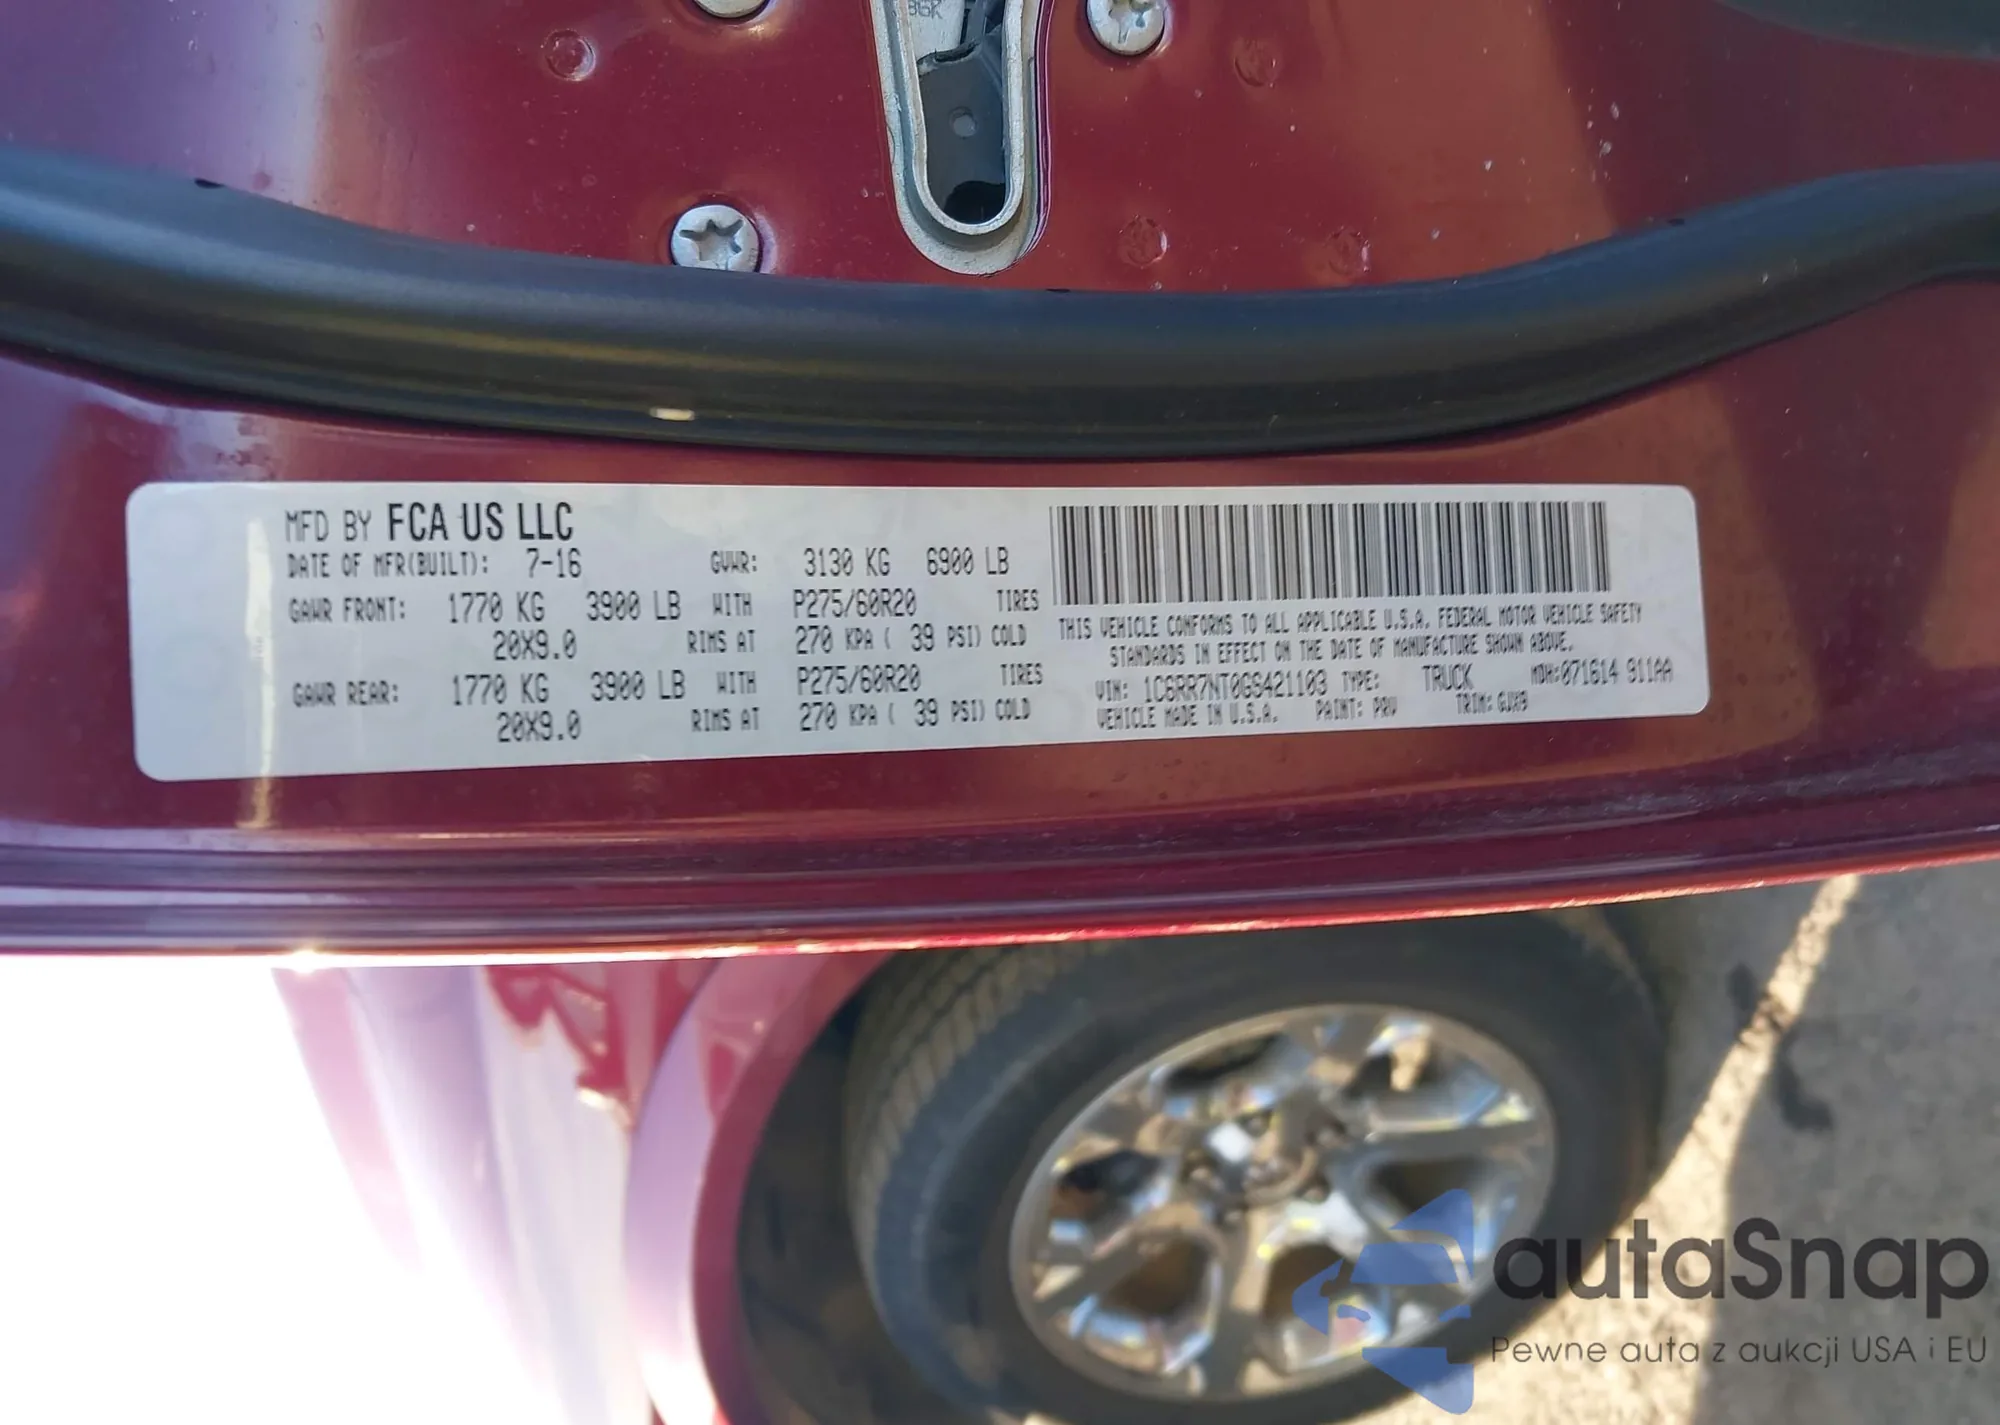 MFD BY FCA US LLC
DATE OF MFR(BUILT): 7-16 GVWR: 3130 KG 6900 LB
GAWR FRONT: 1770 KG 3900 LB WITH P275/60R20 TIRES
20X9.0 RIMS AT 270 KPA ( 39 PSI) COLD
GAWR REAR: 1770 KG 3900 LB WITH P275/60R20 TIRES
20X9.0 RIMS AT 270 KPA ( 39 PSI) COLD
THIS VEHICLE CONFORMS TO ALL APPLICABLE U.S.A. FEDERAL MOTOR VEHICLE SAFETY
STANDARDS IN EFFECT ON THE DATE OF MANUFACTURE SHOWN ABOVE.
VIN: 1C6RR7NT0GS421103 TYPE: TRUCK MDH:071614 911AA
VEHICLE MADE IN U.S.A. PAINT: PRV TRIM: GJX9
autaSnap
Pewne auta z aukcji USA i EU